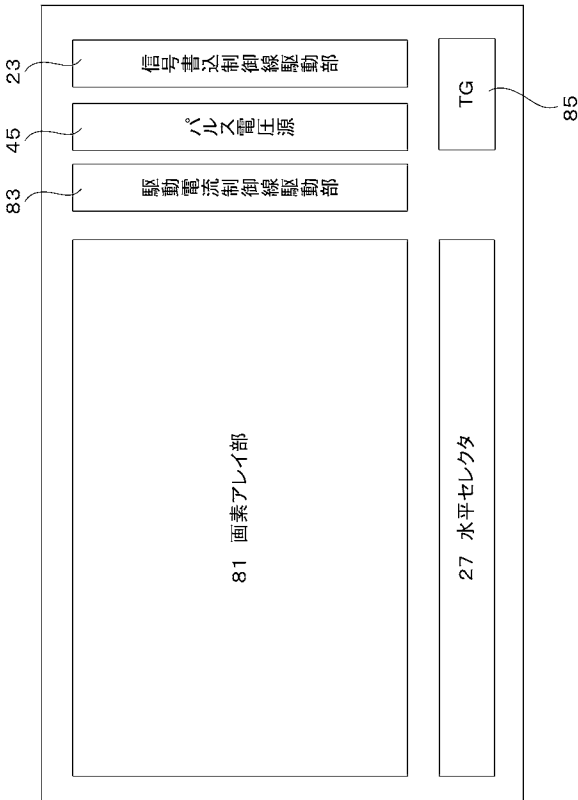 23
信号書込制御線駆動部
45
パルス電圧源
83
駆動電流制御線駆動部
TG
85
81 画素アレイ部
27 水平セレクタ